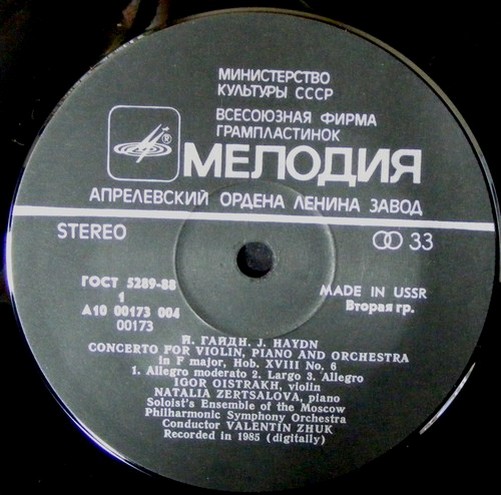 МИНИСТЕРСТВО
КУЛЬТУРЫ СССР
ВСЕСОЮЗНАЯ ФИРМА
ГРАМПЛАСТИНОК
®
МЕЛОДИЯ
АПРЕЛЕВСКИЙ ОРДЕНА ЛЕНИНА ЗАВОД
STEREO
33
ГОСТ 5289-88
1
А10 00173 004
00173
MADE IN USSR
Вторая гр.
Й. ГАЙДН. J. HAYDN
CONCERTO FOR VIOLIN, PIANO AND ORCHESTRA
in F major, Hob. XVIII No. 6
1. Allegro moderato 2. Largo 3. Allegro
IGOR OISTRAKH, violin
NATALIA ZERTSALOVA, piano
Soloist's Ensemble of the Moscow
Philharmonic Symphony Orchestra
Conductor VALENTIN ZHUK
Recorded in 1985 (digitally)